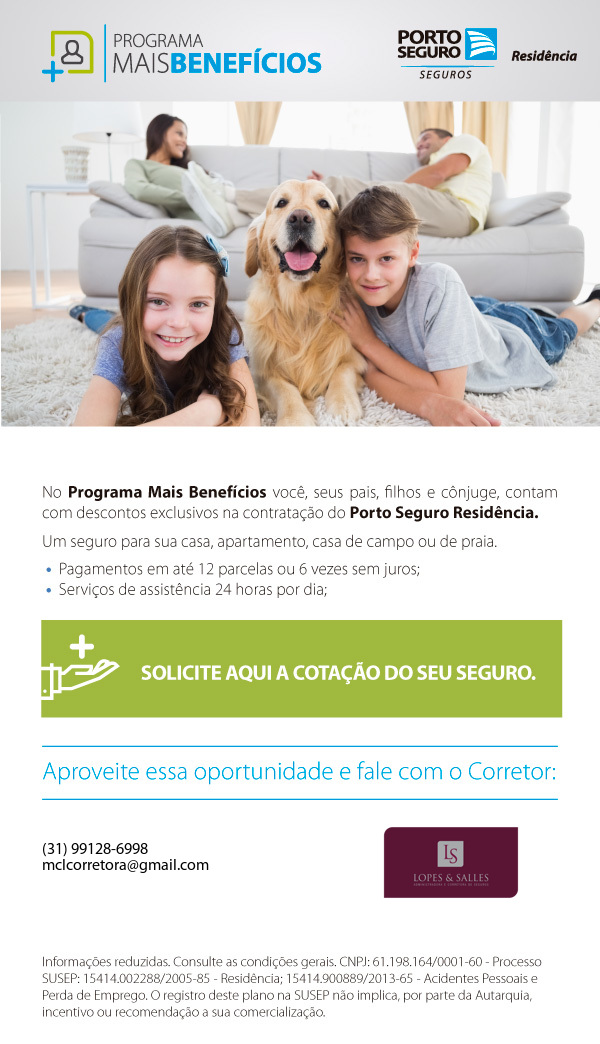 PROGRAMA
MAISBENEFÍCIOS
PORTO
SEGURO
SEGUROS
Residência
No Programa Mais Benefícios você, seus pais, filhos e cônjuge, contam
com descontos exclusivos na contratação do Porto Seguro Residência.
Um seguro para sua casa, apartamento, casa de campo ou de praia.
• Pagamentos em até 12 parcelas ou 6 vezes sem juros;
• Serviços de assistência 24 horas por dia;
SOLICITE AQUI A COTAÇÃO DO SEU SEGURO.
Aproveite essa oportunidade e fale com o Corretor:
(31) 99128-6998
mclcorretora@gmail.com
LS
LOPES & SALLES
Informações reduzidas. Consulte as condições gerais. CNPJ: 61.198.164/0001-60 - Processo
SUSEP: 15414.002288/2005-85 - Residência; 15414.900889/2013-65 - Acidentes Pessoais e
Perda de Emprego. O registro deste plano na SUSEP não implica, por parte da Autarquia,
incentivo ou recomendação a sua comercialização.